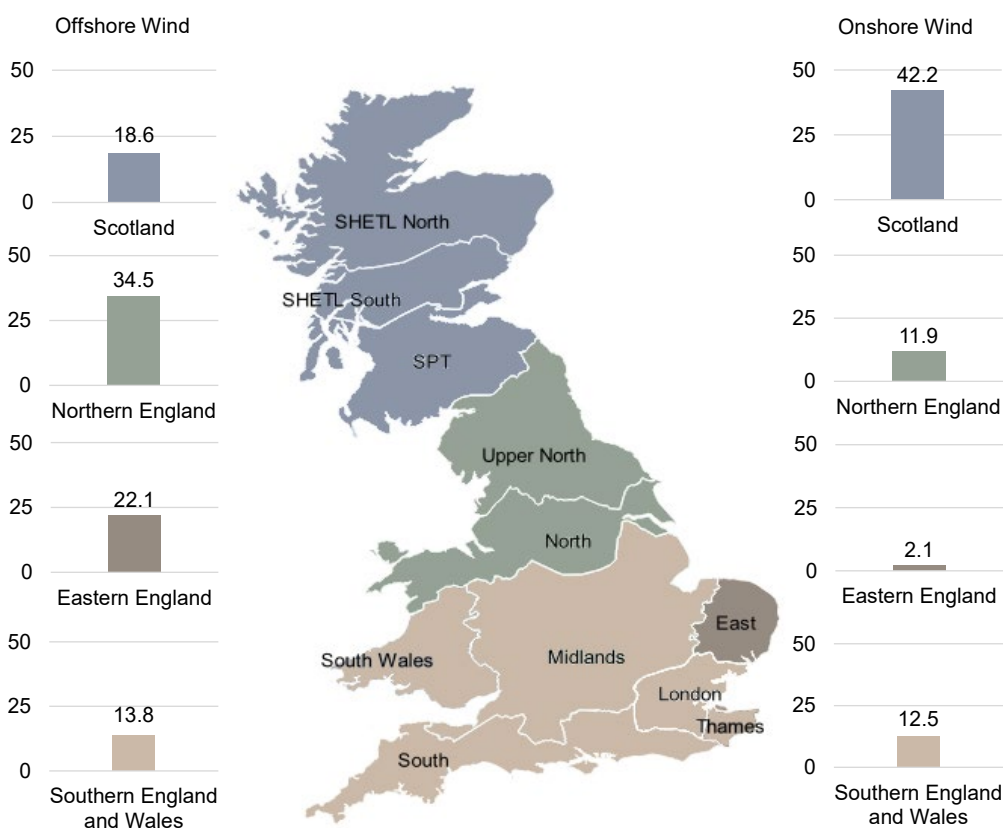 Offshore Wind
50
25
18.6
0
Scotland
50
34.5
25
0
Northern England
50
25
22.1
0
Eastern England
50
25
13.8
0
Southern England
and Wales
SHETL North
SHETL South
SPT
Upper North
North
East
South Wales
Midlands
London
Thames
South
Onshore Wind
50
42.2
25
0
Scotland
50
25
11.9
0
Northern England
50
25
2.1
0
Eastern England
50
25
12.5
0
Southern England
and Wales